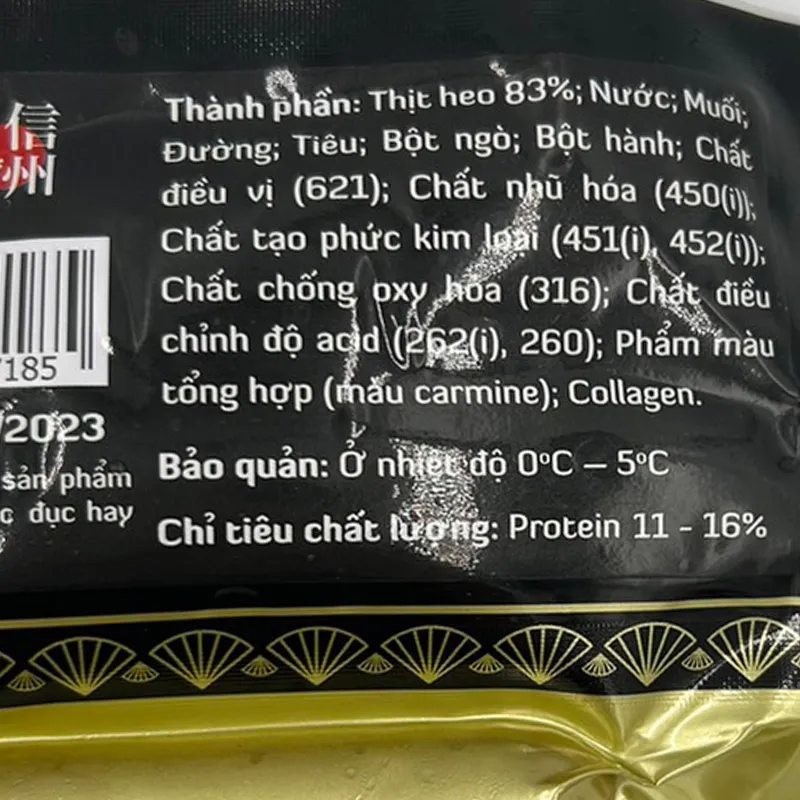 信州
7185
/2023
sản phẩm
c đục hay
Thành phần: Thịt heo 83%; Nước; Muối;
Đường; Tiêu; Bột ngò; Bột hành; Chất
điều vị (621); Chất nhũ hóa (450(i));
Chất tạo phức kim loại (451(i), 452(i));
Chất chống oxy hóa (316); Chất điều
chỉnh độ acid (262(i), 260); Phẩm màu
tổng hợp (màu carmine); Collagen.
Bảo quản: Ở nhiệt độ 0ºC – 5ºC
Chỉ tiêu chất lượng: Protein 11 - 16%